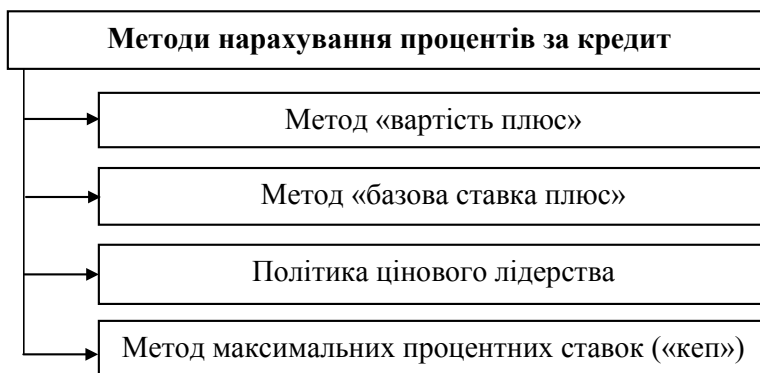 Методи нарахування процентів за кредит
Метод «вартість плюс»
Метод «базова ставка плюс»
Політика цінового лідерства
Метод максимальних процентних ставок («кеп»)